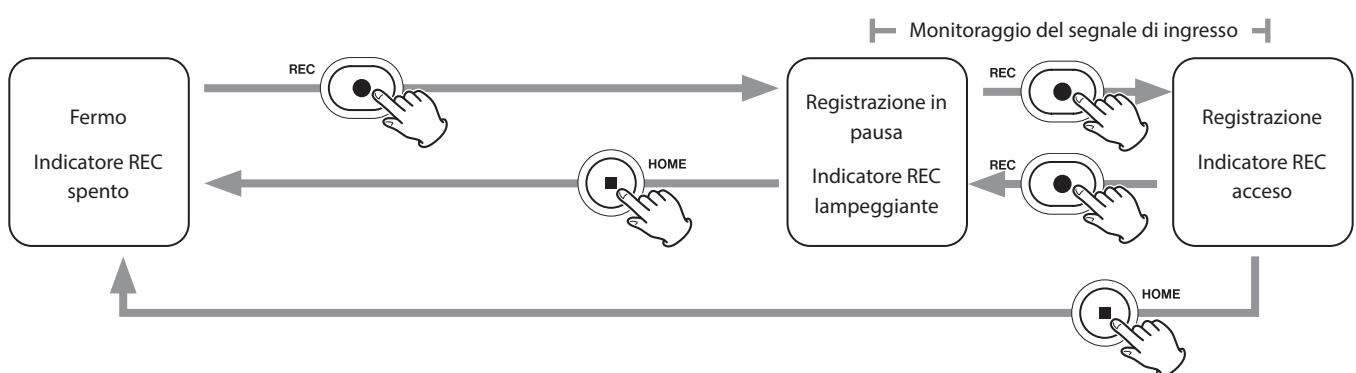 Monitoraggio del segnale di ingresso
Fermo
Indicatore REC
spento
REC
HOME
Registrazione in
pausa
Indicatore REC
lampeggiante
REC
REC
Registrazione
Indicatore REC
acceso
HOME